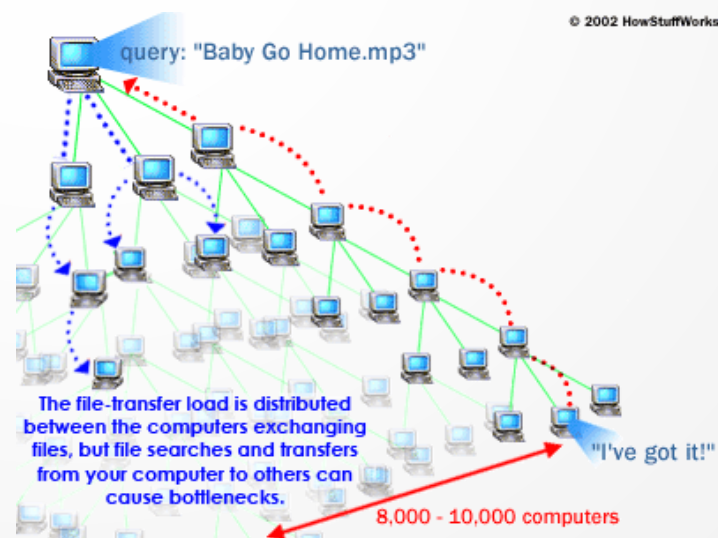 © 2002 HowStuffWorks
query: "Baby Go Home.mp3"
The file-transfer load is distributed
between the computers exchanging
files, but file searches and transfers
from your computer to others can
cause bottlenecks.
"I've got it!"
8,000 - 10,000 computers